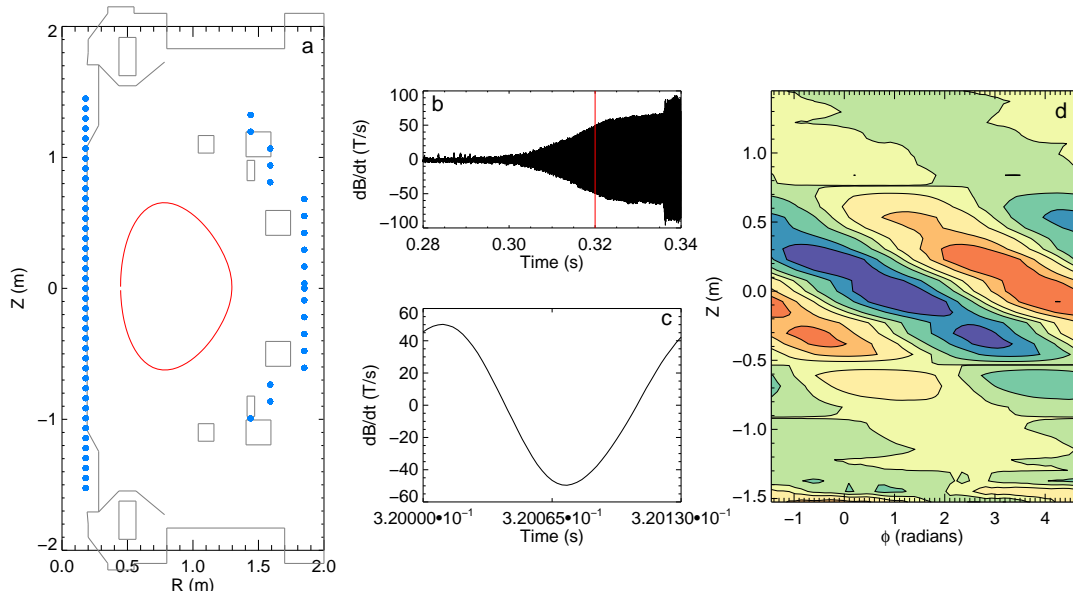 a
2
1
0
−1
−2
Z (m)
0.0 0.5 1.0 1.5 2.0
R (m)
b
100
50
0
−50
−100
dB/dt (T/s)
0.28 0.30 0.32 0.34
Time (s)
c
60
40
20
0
−20
−40
−60
dB/dt (T/s)
3.20000•10⁻¹ 3.20065•10⁻¹ 3.20130•10⁻¹
Time (s)
d
1.0
0.5
0.0
−0.5
−1.0
−1.5
Z (m)
−1 0 1 2 3 4
ϕ (radians)